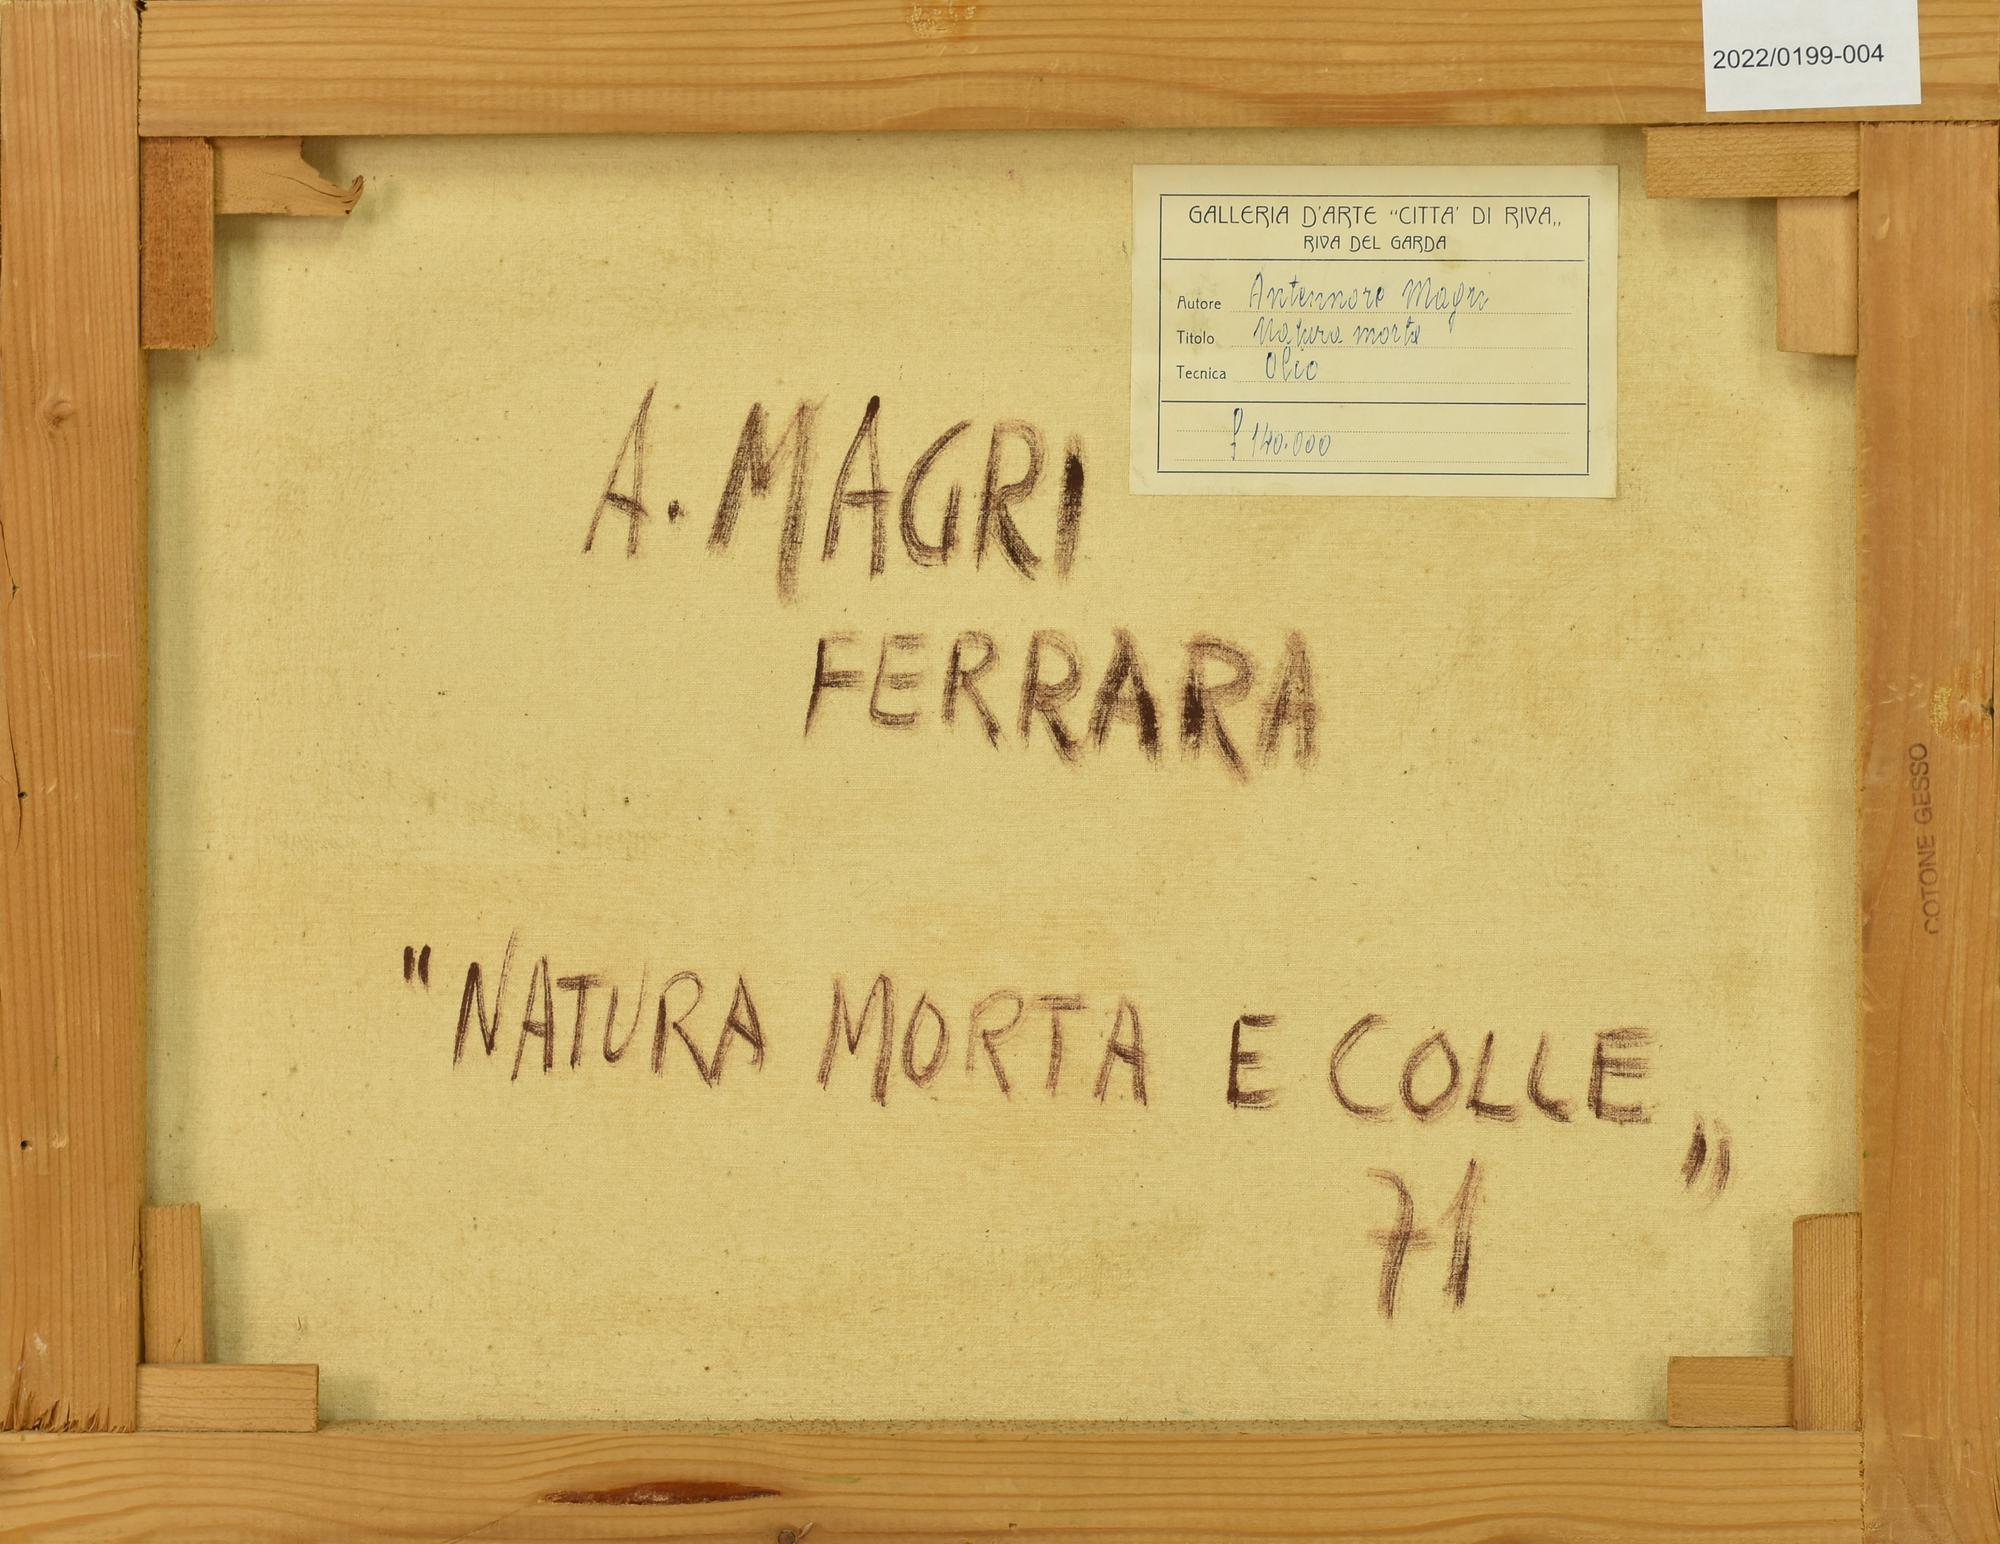 2022/0199-004
GALLERIA D'ARTE "CITTA' DI RIVA„
RIVA DEL GARDA
Autore Antennore Magri
Titolo Natura morta
Tecnica Olio
£ 140.000
A. MAGRI
FERRARA
"NATURA MORTA E COLLE„
71
COTONE GESSO